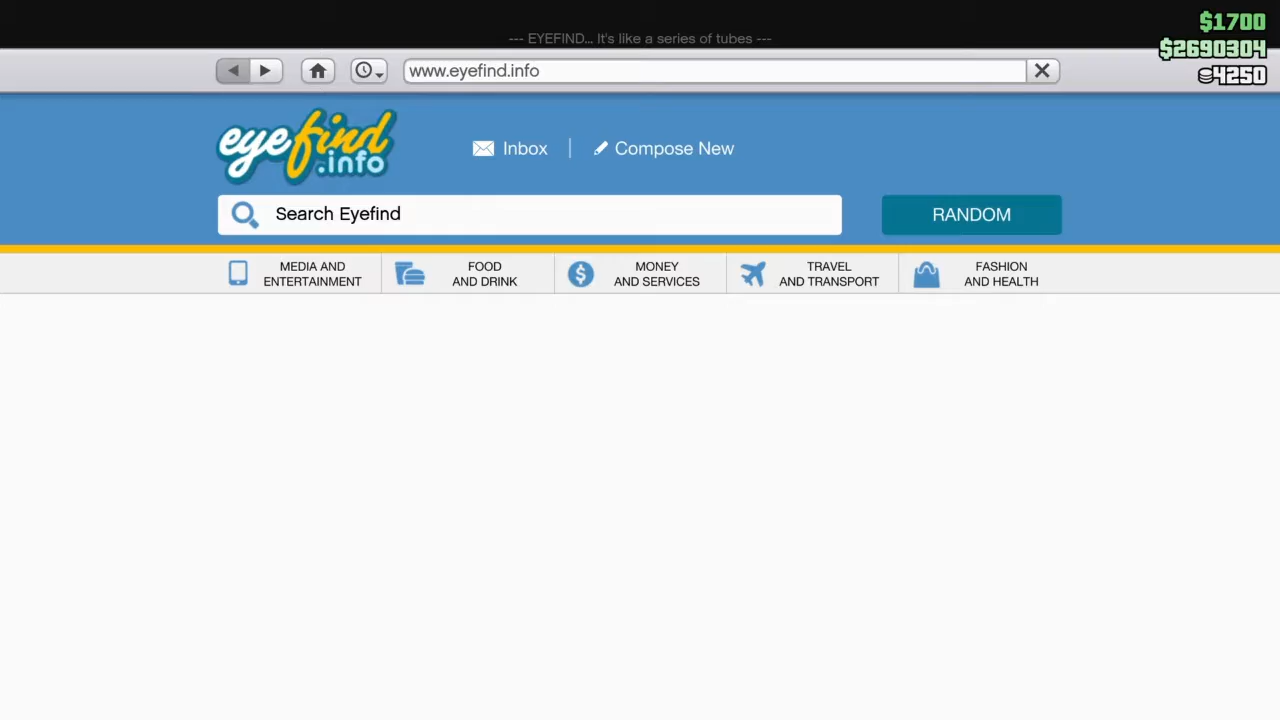 $1700
--- EYEFIND... It's like a series of tubes ---
$2690304
www.eyefind.info
4250
eyefind
.info
Inbox
Compose New
Search Eyefind
RANDOM
MEDIA AND
ENTERTAINMENT
FOOD
AND DRINK
MONEY
AND SERVICES
TRAVEL
AND TRANSPORT
FASHION
AND HEALTH